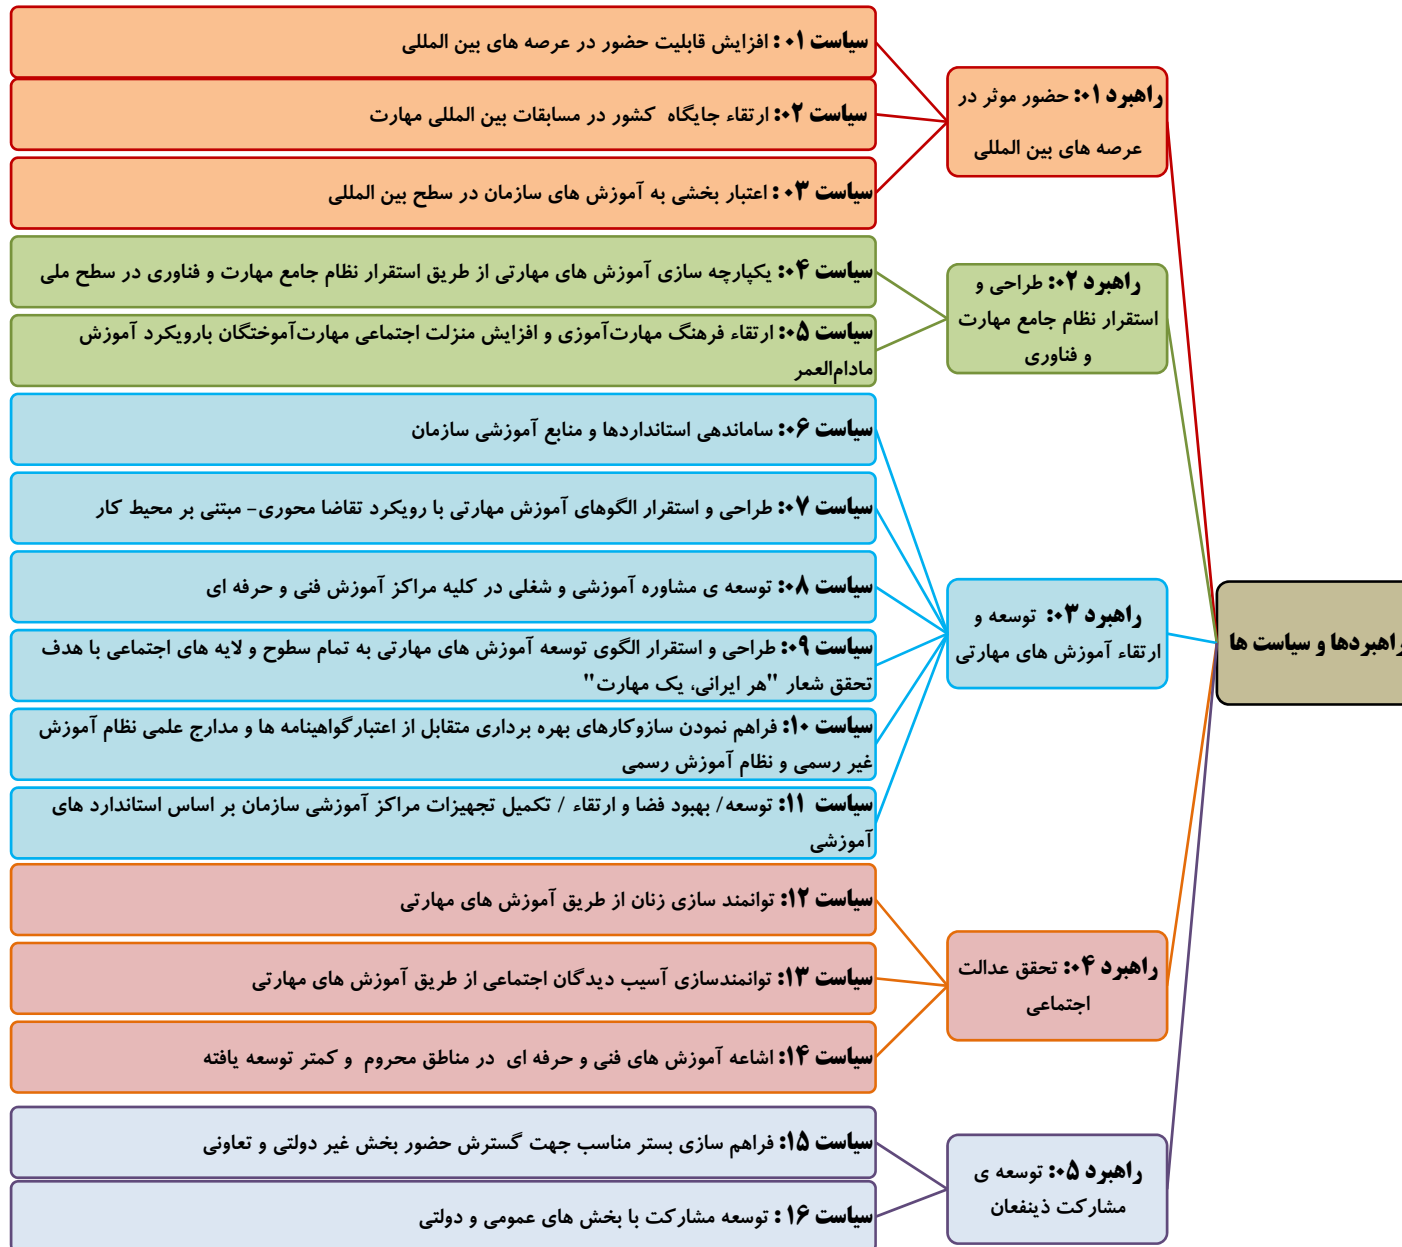 راهبردها و سیاست ها
راهبرد ۰۱: حضور موثر در
عرصه های بین المللی
سیاست ۰۱: افزایش قابلیت حضور در عرصه های بین المللی
سیاست ۰۲: ارتقاء جایگاه کشور در مسابقات بین المللی مهارت
سیاست ۰۳: اعتبار بخشی به آموزش های سازمان در سطح بین المللی
راهبرد ۰۲: طراحی و
استقرار نظام جامع مهارت
و فناوری
سیاست ۰۴: یکپارچه سازی آموزش های مهارتی از طریق استقرار نظام جامع مهارت و فناوری در سطح ملی
سیاست ۰۵: ارتقاء فرهنگ مهارت‌آموزی و افزایش منزلت اجتماعی مهارت‌آموختگان بارویکرد آموزش
مادام‌العمر
راهبرد ۰۳: توسعه و
ارتقاء آموزش های مهارتی
سیاست ۰۶: ساماندهی استانداردها و منابع آموزشی سازمان
سیاست ۰۷: طراحی و استقرار الگوهای آموزش مهارتی با رویکرد تقاضا محوری- مبتنی بر محیط کار
سیاست ۰۸: توسعه ی مشاوره آموزشی و شغلی در کلیه مراکز آموزش فنی و حرفه ای
سیاست ۰۹: طراحی و استقرار الگوی توسعه آموزش های مهارتی به تمام سطوح و لایه های اجتماعی با هدف
تحقق شعار "هر ایرانی، یک مهارت"
سیاست ۱۰: فراهم نمودن سازوکارهای بهره برداری متقابل از اعتبارگواهینامه ها و مدارج علمی نظام آموزش
غیر رسمی و نظام آموزش رسمی
سیاست ۱۱: توسعه/ بهبود فضا و ارتقاء / تکمیل تجهیزات مراکز آموزشی سازمان بر اساس استاندارد های
آموزشی
راهبرد ۰۴: تحقق عدالت
اجتماعی
سیاست ۱۲: توانمند سازی زنان از طریق آموزش های مهارتی
سیاست ۱۳: توانمندسازی آسیب دیدگان اجتماعی از طریق آموزش های مهارتی
سیاست ۱۴: اشاعه آموزش های فنی و حرفه ای در مناطق محروم و کمتر توسعه یافته
راهبرد ۰۵: توسعه ی
مشارکت ذینفعان
سیاست ۱۵: فراهم سازی بستر مناسب جهت گسترش حضور بخش غیر دولتی و تعاونی
سیاست ۱۶: توسعه مشارکت با بخش های عمومی و دولتی